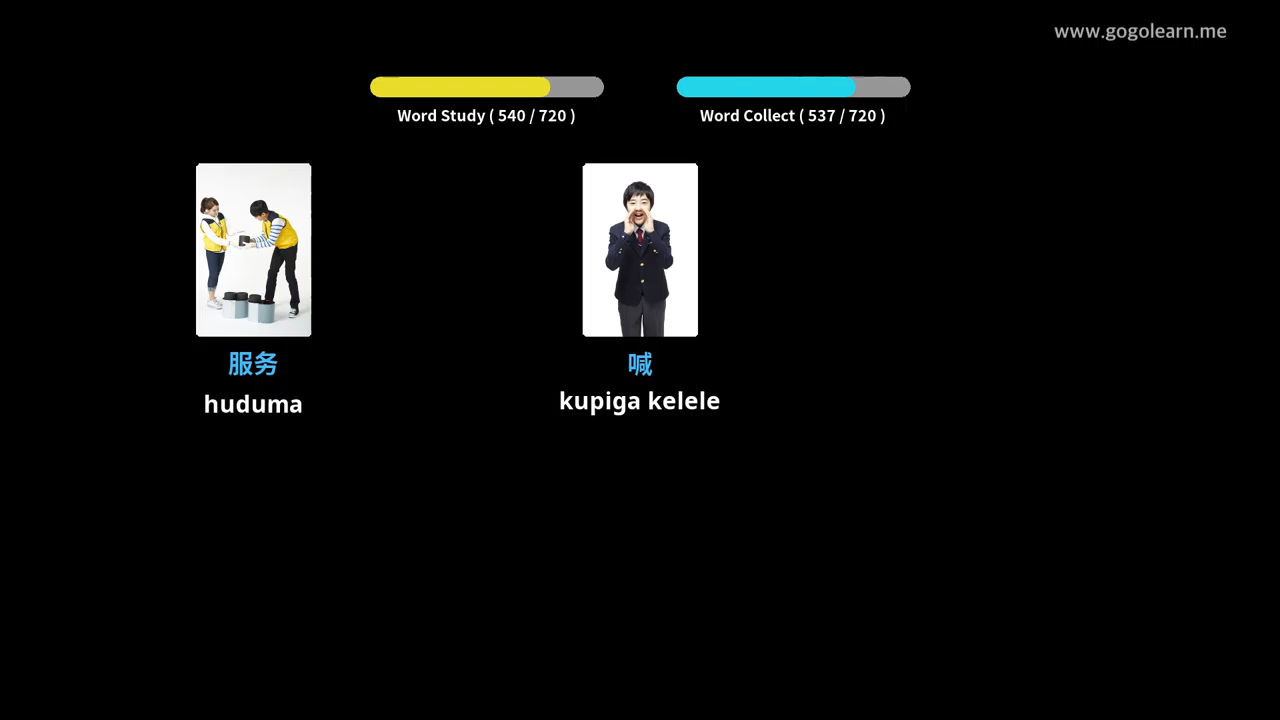 www.gogolearn.me
Word Study ( 540 / 720 )
Word Collect ( 537 / 720 )
服务
huduma
喊
kupiga kelele